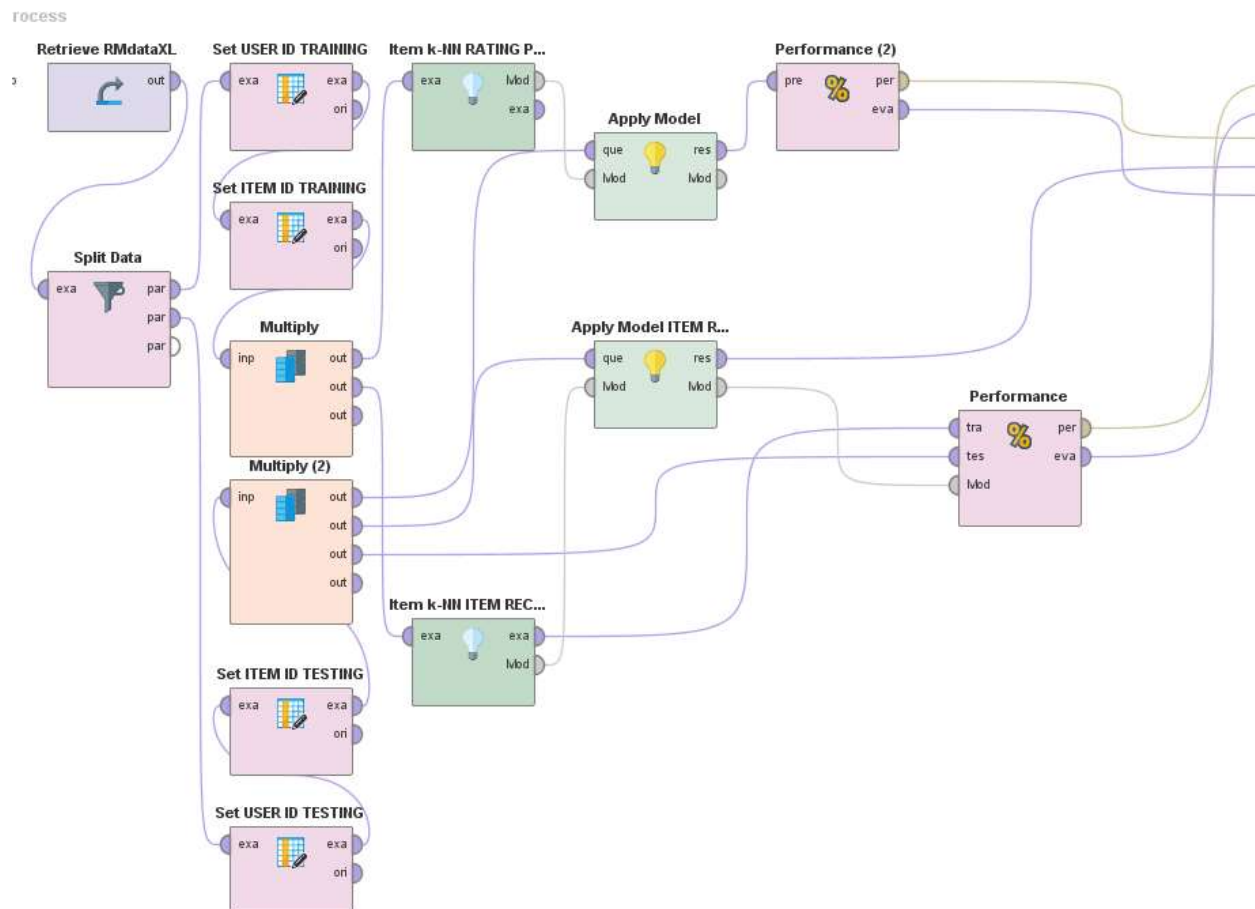 rocess
Retrieve RMdataXL
out
Set USER ID TRAINING
exa exa
ori
Item k-NN RATING P...
exa Mod
exa
Performance (2)
pre per
eva
Apply Model
que res
Mod Mod
Set ITEM ID TRAINING
exa exa
ori
Split Data
exa par
par
par
Multiply
inp out
out
out
Apply Model ITEM R...
que res
Mod Mod
Performance
tra per
tes eva
Mod
Multiply (2)
inp out
out
out
out
Item k-NN ITEM REC...
exa exa
Mod
Set ITEM ID TESTING
exa exa
ori
Set USER ID TESTING
exa exa
ori